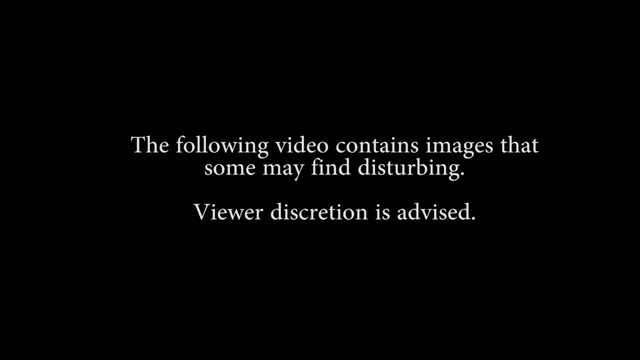 The following video contains images that
some may find disturbing.
Viewer discretion is advised.